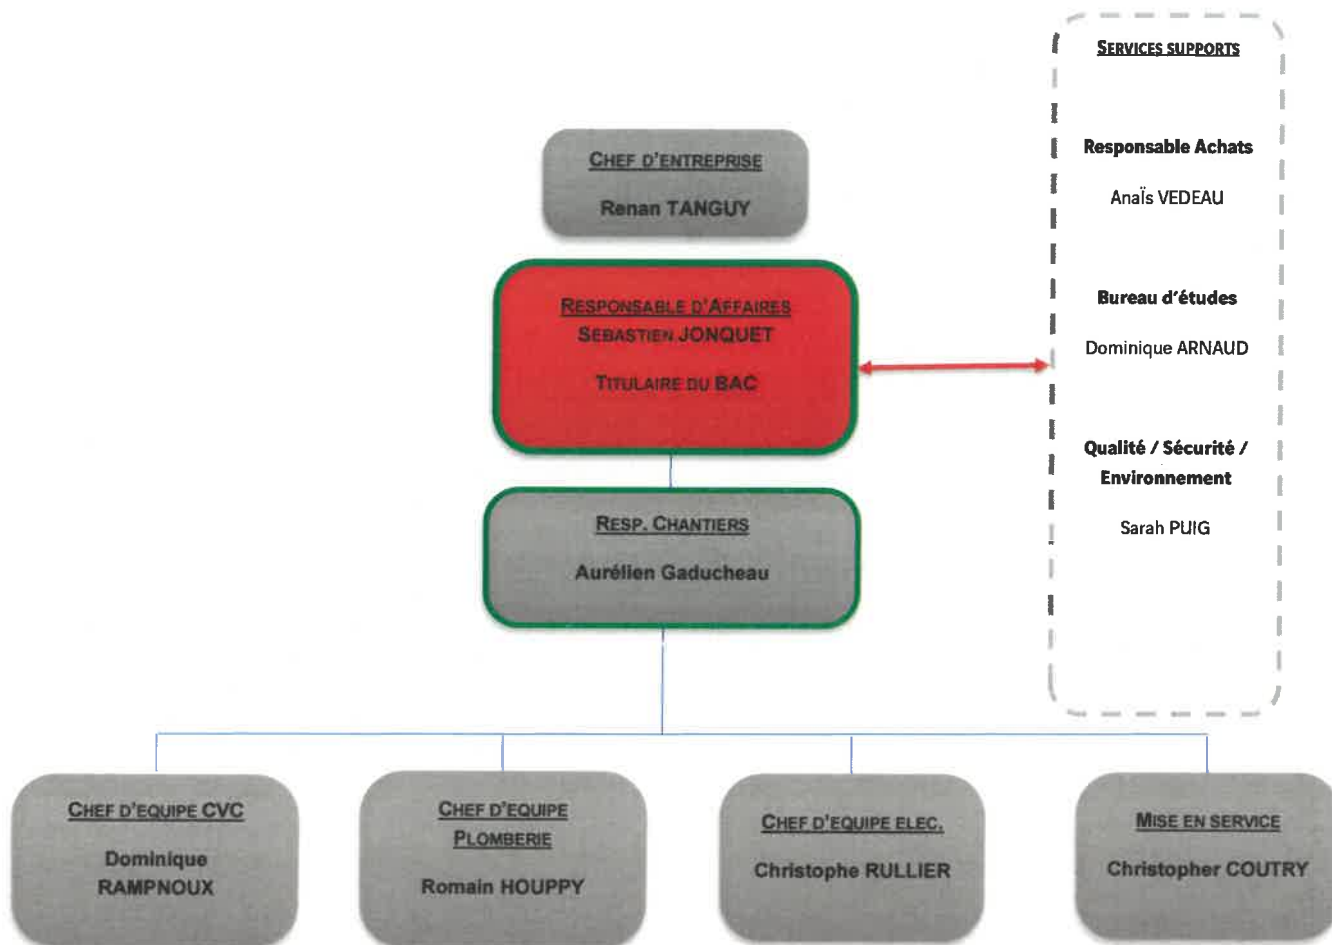 SERVICES SUPPORTS
Responsable Achats
Anaïs VEDEAU
Bureau d'études
Dominique ARNAUD
Qualité / Sécurité /
Environnement
Sarah PUIG
CHEF D'ENTREPRISE
Renan TANGUY
RESPONSABLE D'AFFAIRES
SEBASTIEN JONQUET
TITULAIRE DU BAC
RESP. CHANTIERS
Aurélien Gaducheau
CHEF D'EQUIPE CVC
Dominique
RAMPNOUX
CHEF D'EQUIPE
PLOMBERIE
Romain HOUPPY
CHEF D'EQUIPE ELEC.
Christophe RULLIER
MISE EN SERVICE
Christopher COUTRY